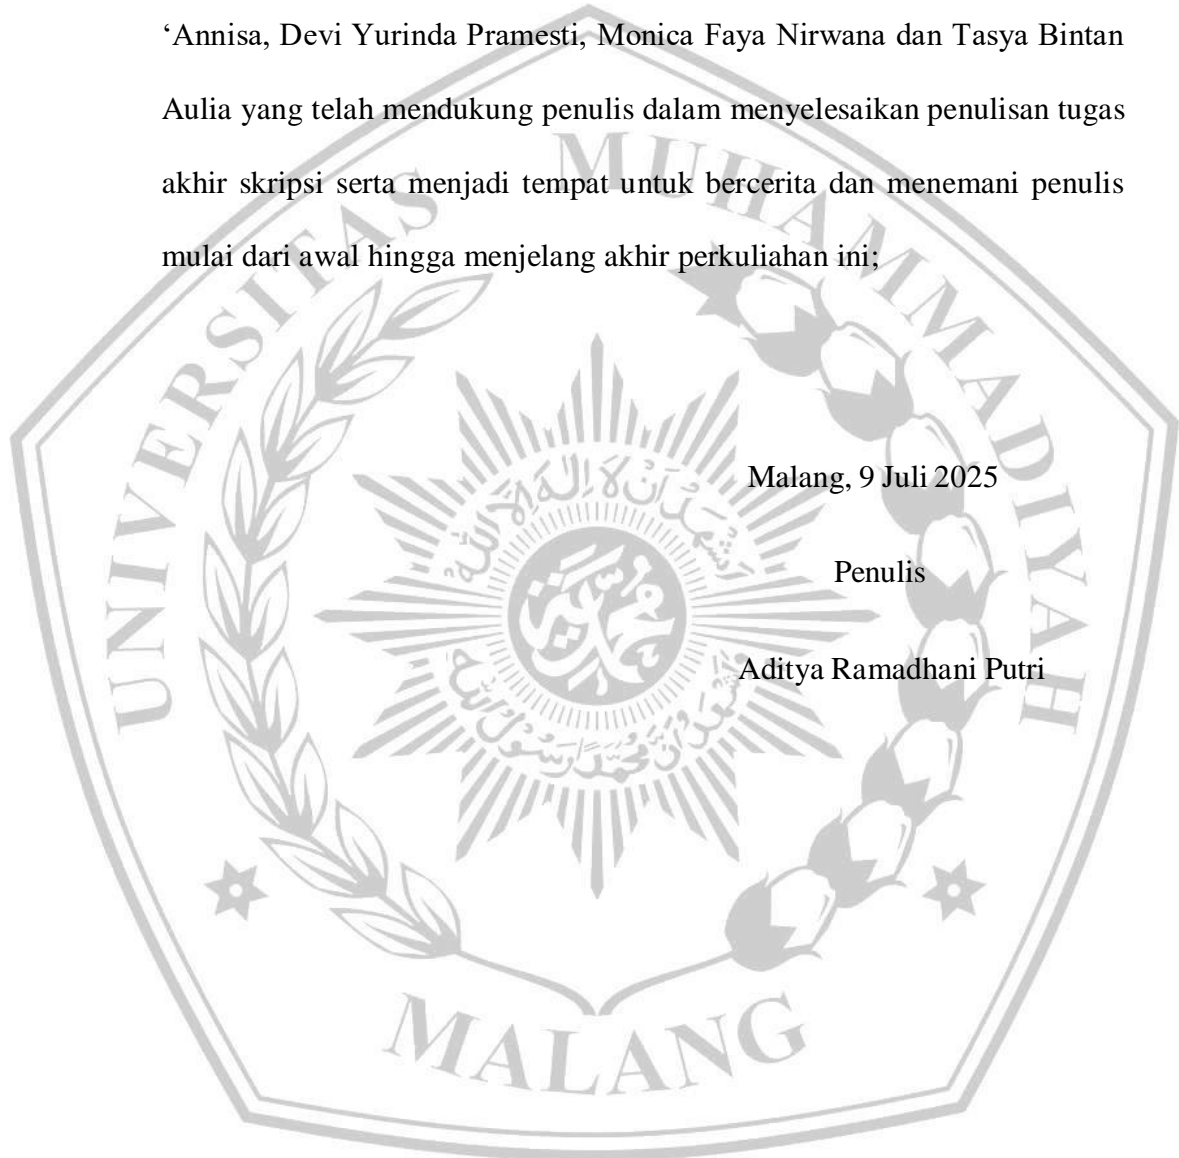 ‘Annisa, Devi Yurinda Pramesti, Monica Faya Nirwana dan Tasya Bintan
Aulia yang telah mendukung penulis dalam menyelesaikan penulisan tugas
akhir skripsi serta menjadi tempat untuk bercerita dan menemani penulis
mulai dari awal hingga menjelang akhir perkuliahan ini;
Malang, 9 Juli 2025
Penulis
Aditya Ramadhani Putri
UNIVERSITAS MUHAMMADIYAH
MALANG